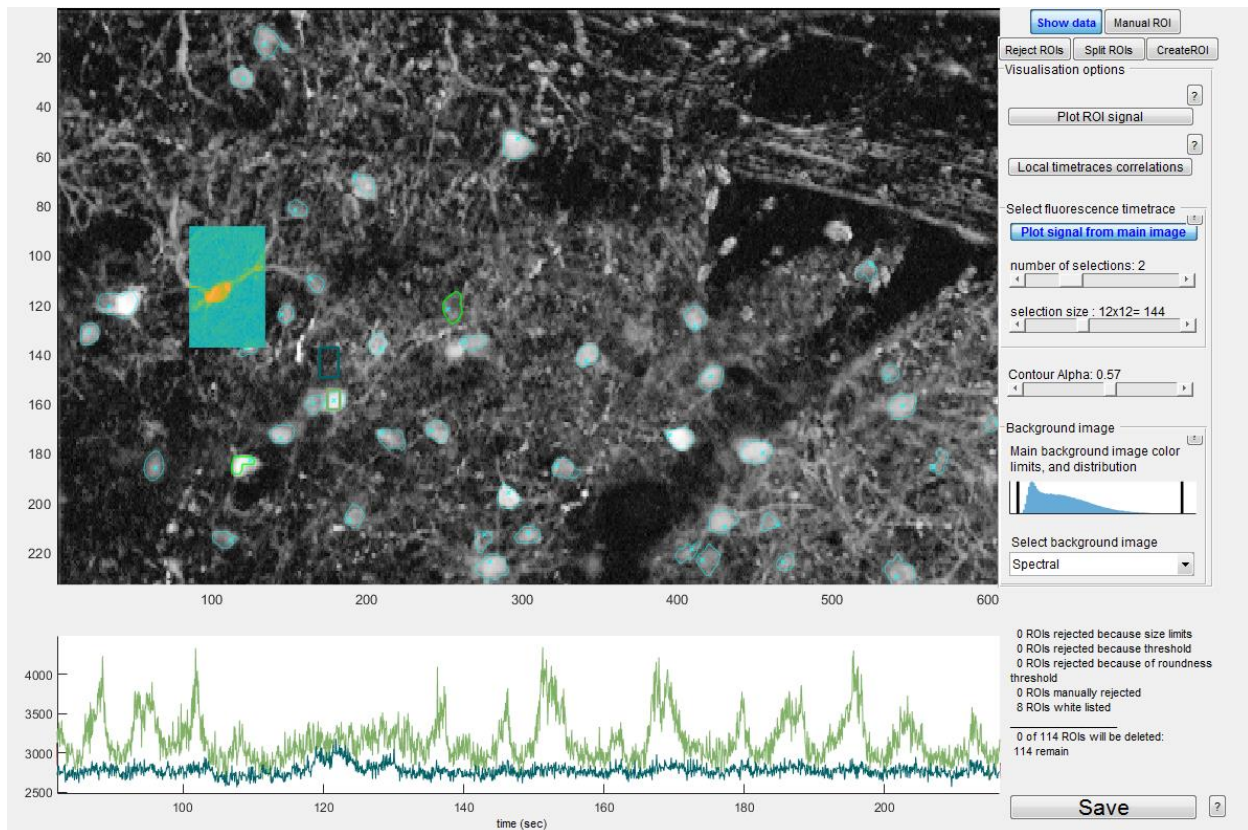 Show data Manual ROI
Reject ROIs Split ROIs CreateROI
Visualisation options
?
Plot ROI signal
?
Local timetraces correlations
Select fluorescence timetrace
Plot signal from main image
number of selections: 2
selection size : 12x12= 144
Contour Alpha: 0.57
Background image
Main background image color
limits, and distribution
Select background image
Spectral
20
40
60
80
100
120
140
160
180
200
220
100 200 300 400 500 600
4000
3500
3000
2500
100 120 140 160 180 200
time (sec)
0 ROIs rejected because size limits
0 ROIs rejected because threshold
0 ROIs rejected because of roundness
threshold
0 ROIs manually rejected
8 ROIs white listed
0 of 114 ROIs will be deleted:
114 remain
Save ?